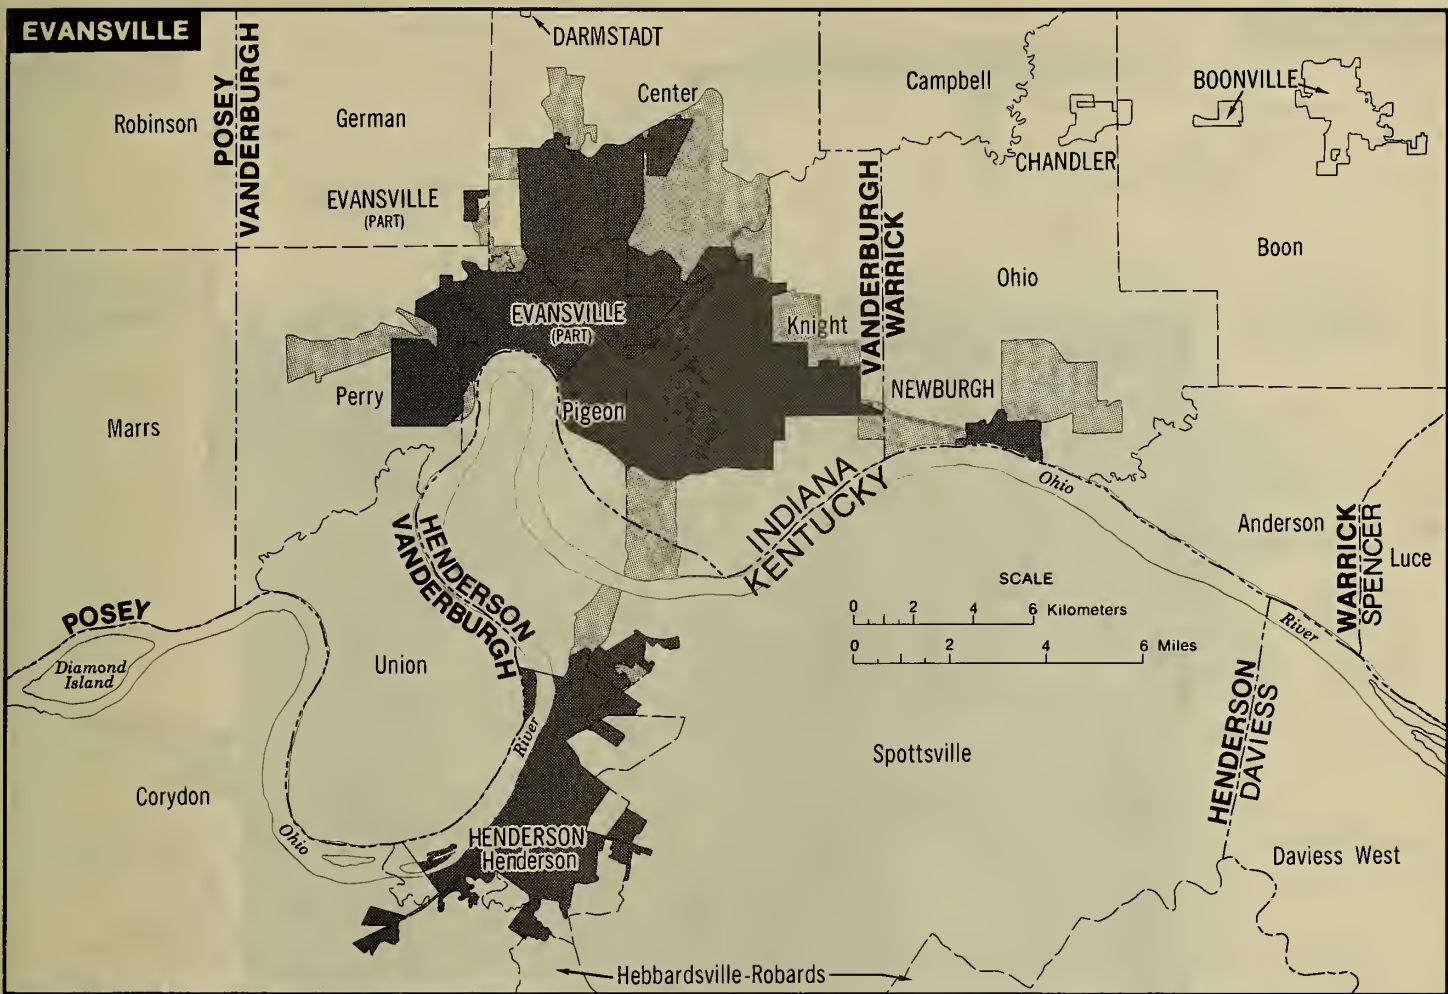 EVANSVILLE
DARMSTADT
POSEY
VANDERBURGH
Robinson
German
Center
Campbell
BOONVILLE
CHANDLER
EVANSVILLE
(PART)
VANDERBURGH
WARRICK
Ohio
Boon
EVANSVILLE
(PART)
Knight
Perry
Pigeon
NEWBURGH
Marrs
INDIANA
KENTUCKY
Ohio
HENDERSON
VANDERBURGH
Anderson
WARRICK
SPENCER
Luce
SCALE
0 2 4 6 Kilometers
0 2 4 6 Miles
POSEY
Diamond
Island
Union
River
River
HENDERSON
DAVIESS
Spottsville
Corydon
Ohio
HENDERSON
Henderson
Daviess West
Hebbardsville-Robards